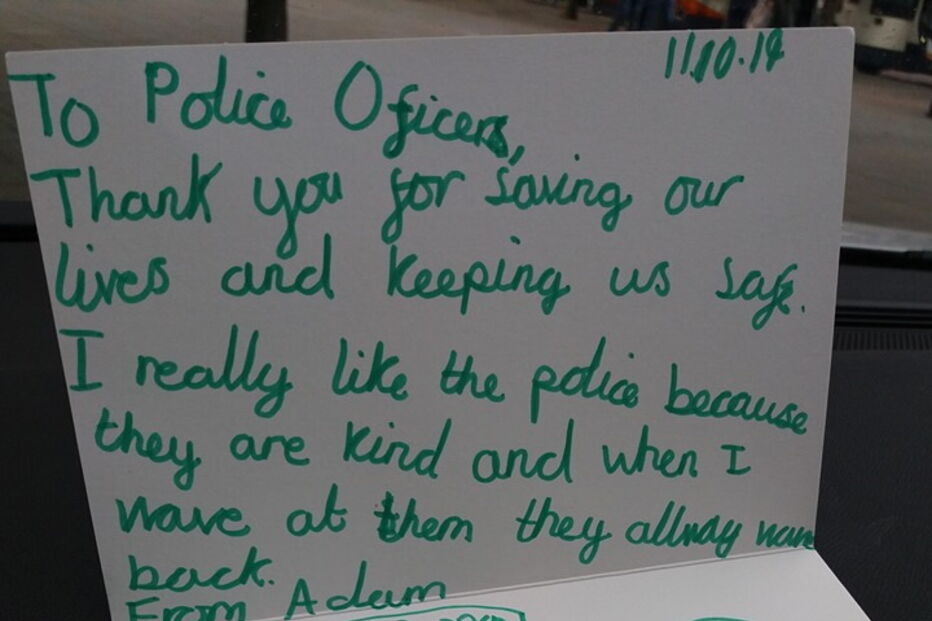 11.10.14
To Police Oficers,
Thank you for saving our
lives and keeping us safe.
I really like the police because
they are kind and when I
wave at them they allway wave
back.
From Adam